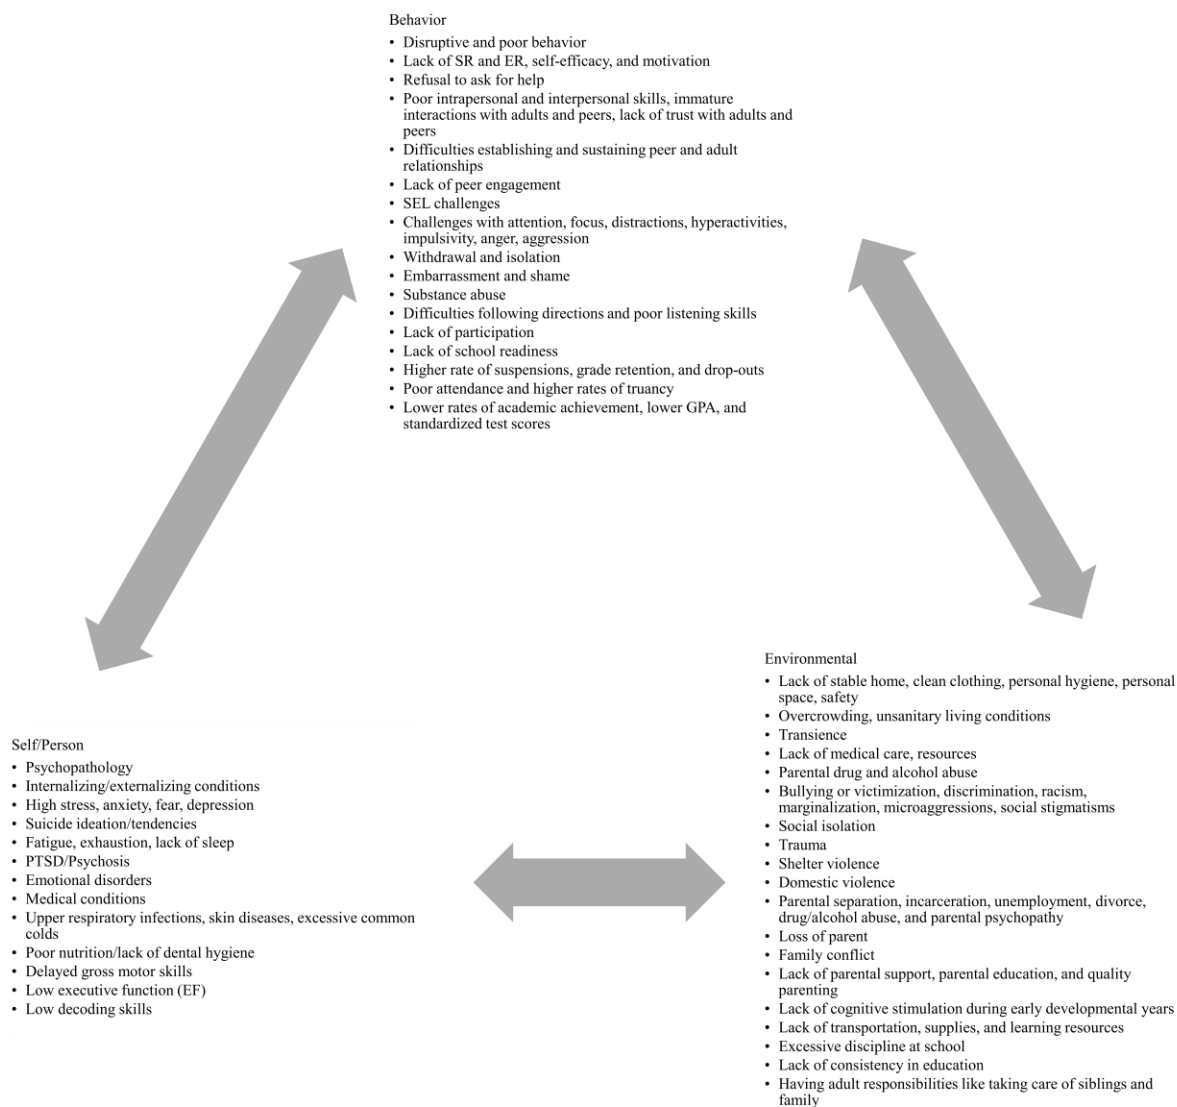 Behavior
• Disruptive and poor behavior
• Lack of SR and ER, self-efficacy, and motivation
• Refusal to ask for help
• Poor intrapersonal and interpersonal skills, immature
interactions with adults and peers, lack of trust with adults and
peers
• Difficulties establishing and sustaining peer and adult
relationships
• Lack of peer engagement
• SEL challenges
• Challenges with attention, focus, distractions, hyperactivities,
impulsivity, anger, aggression
• Withdrawal and isolation
• Embarrassment and shame
• Substance abuse
• Difficulties following directions and poor listening skills
• Lack of participation
• Lack of school readiness
• Higher rate of suspensions, grade retention, and drop-outs
• Poor attendance and higher rates of truancy
• Lower rates of academic achievement, lower GPA, and
standardized test scores
Self/Person
• Psychopathology
• Internalizing/externalizing conditions
• High stress, anxiety, fear, depression
• Suicide ideation/tendencies
• Fatigue, exhaustion, lack of sleep
• PTSD/Psychosis
• Emotional disorders
• Medical conditions
• Upper respiratory infections, skin diseases, excessive common
colds
• Poor nutrition/lack of dental hygiene
• Delayed gross motor skills
• Low executive function (EF)
• Low decoding skills
Environmental
• Lack of stable home, clean clothing, personal hygiene, personal
space, safety
• Overcrowding, unsanitary living conditions
• Transience
• Lack of medical care, resources
• Parental drug and alcohol abuse
• Bullying or victimization, discrimination, racism,
marginalization, microaggressions, social stigmatisms
• Social isolation
• Trauma
• Shelter violence
• Domestic violence
• Parental separation, incarceration, unemployment, divorce,
drug/alcohol abuse, and parental psychopathy
• Loss of parent
• Family conflict
• Lack of parental support, parental education, and quality
parenting
• Lack of cognitive stimulation during early developmental years
• Lack of transportation, supplies, and learning resources
• Excessive discipline at school
• Lack of consistency in education
• Having adult responsibilities like taking care of siblings and
family